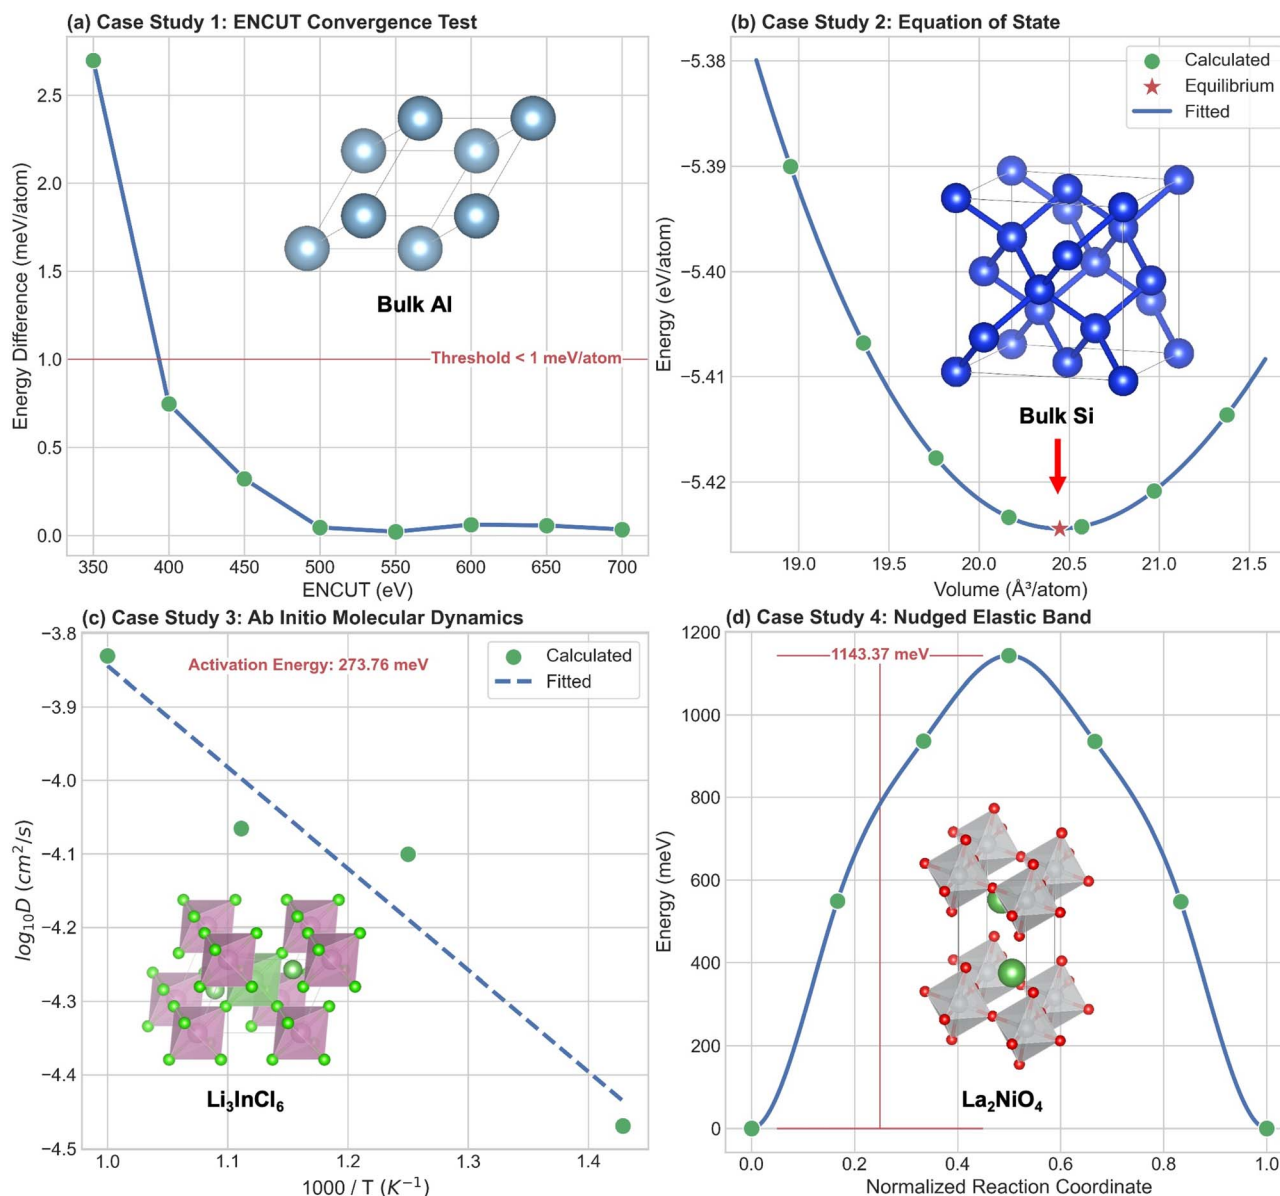 (a) Case Study 1: ENCUT Convergence Test
Energy Difference (meV/atom)
2.5
2.0
1.5
1.0
0.5
0.0
Bulk Al
Threshold < 1 meV/atom
350 400 450 500 550 600 650 700
ENCUT (eV)
(b) Case Study 2: Equation of State
Energy (eV/atom)
−5.38
−5.39
−5.40
−5.41
−5.42
Calculated
Equilibrium
Fitted
Bulk Si
19.0 19.5 20.0 20.5 21.0 21.5
Volume (Å³/atom)
(c) Case Study 3: Ab Initio Molecular Dynamics
log₁₀D (cm²/s)
−3.8
−3.9
−4.0
−4.1
−4.2
−4.3
−4.4
−4.5
Activation Energy: 273.76 meV
Calculated
Fitted
Li₃InCl₆
1.0 1.1 1.2 1.3 1.4
1000 / T (K⁻¹)
(d) Case Study 4: Nudged Elastic Band
Energy (meV)
1200
1000
800
600
400
200
0
1143.37 meV
La₂NiO₄
0.0 0.2 0.4 0.6 0.8 1.0
Normalized Reaction Coordinate